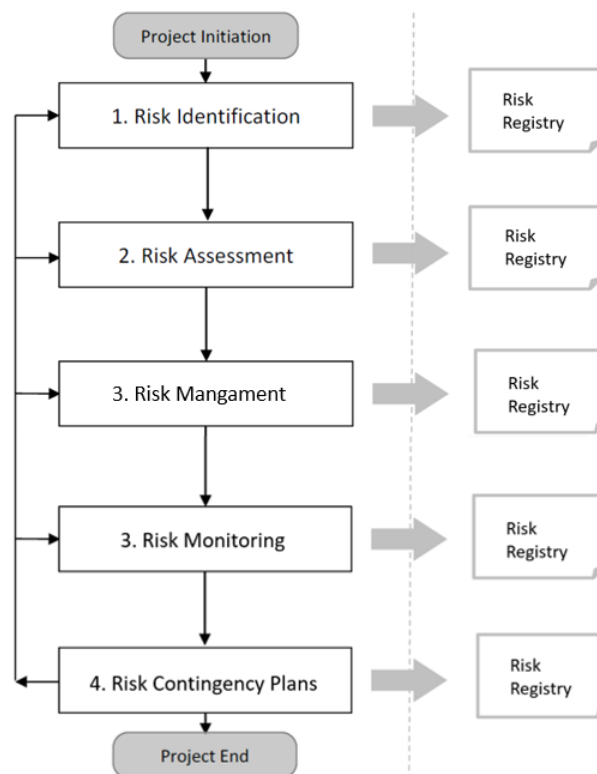 Project Initiation
1. Risk Identification
Risk
Registry
2. Risk Assessment
Risk
Registry
3. Risk Mangament
Risk
Registry
3. Risk Monitoring
Risk
Registry
4. Risk Contingency Plans
Risk
Registry
Project End